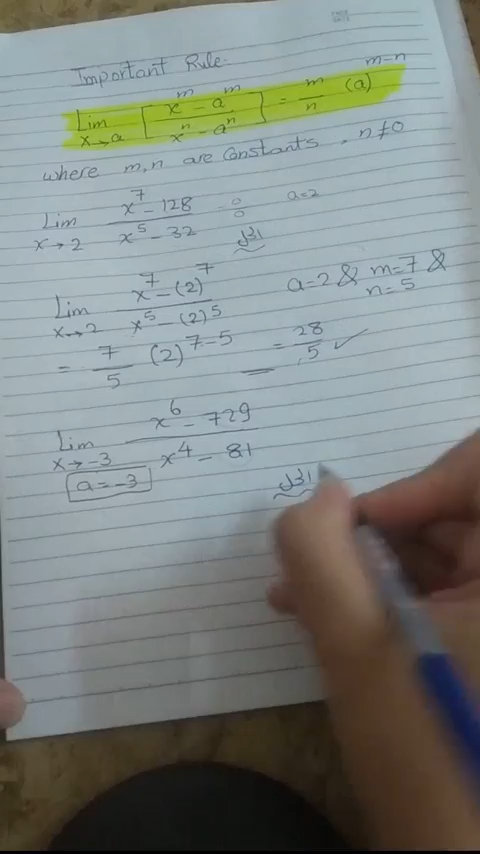 Important Rule.
Lim x→a [x^m - a^m / x^n - a^n] = m/n (a)^m-n
where m,n are Constants, n≠0
Lim x→2 x^7 - 128 / x^5 - 32 0/0 a=2
الحل
Lim x→2 x^7 - (2)^7 / x^5 - (2)^5 a=2 & m=7 & n=5
= 7/5 (2)^7-5 = 28/5 ✓
Lim x→-3 x^6 - 729 / x^4 - 81
a=-3
الحل